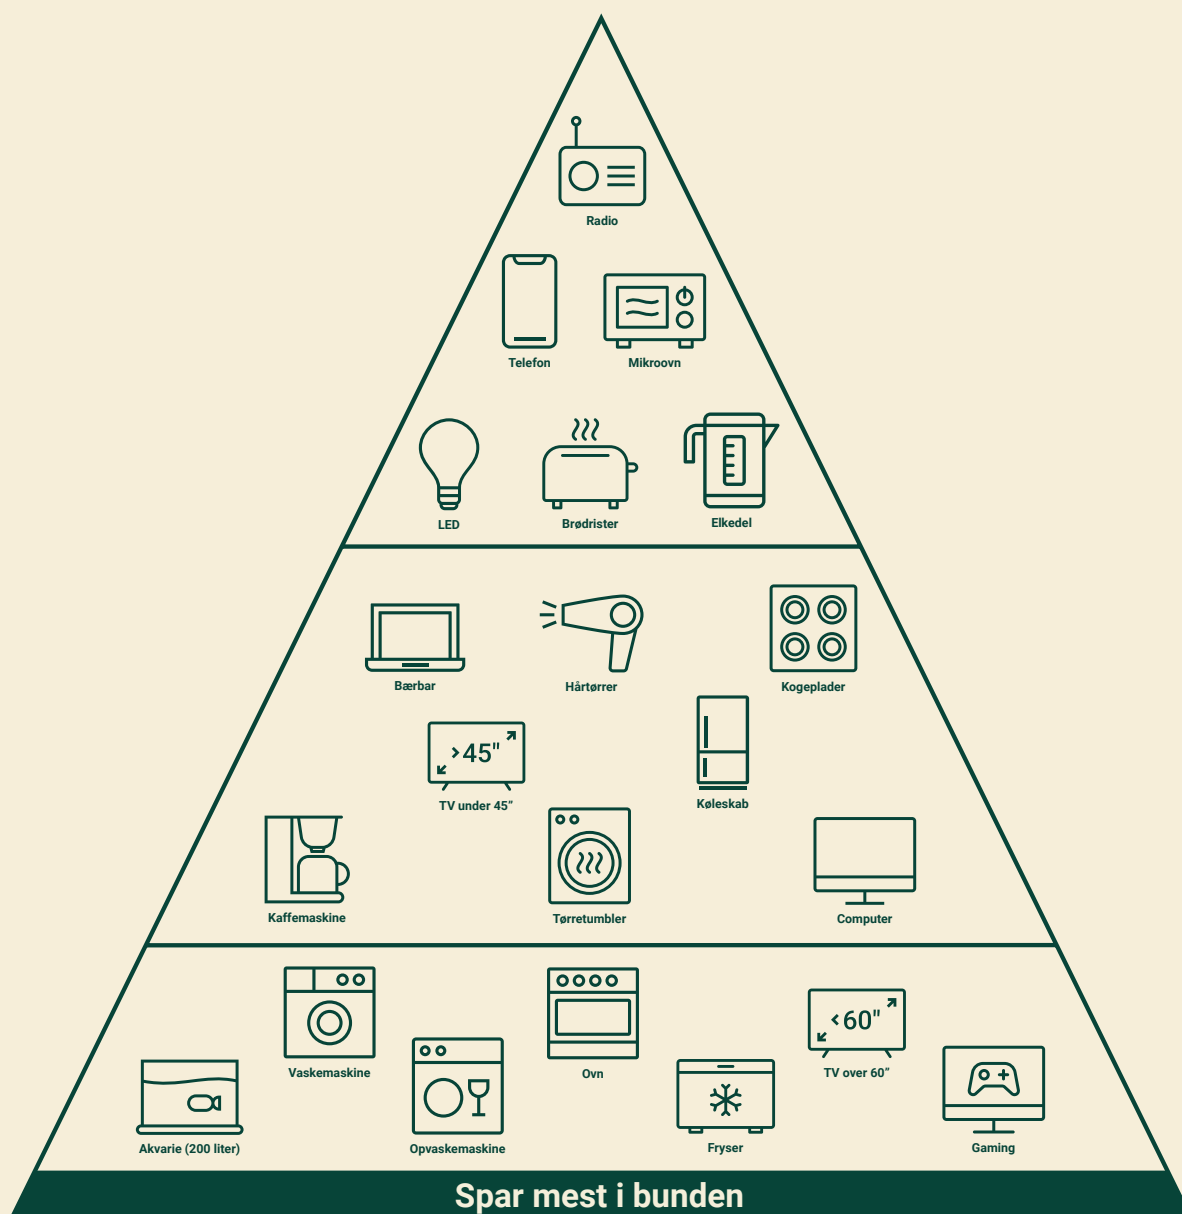 Radio
Telefon
Mikroovn
LED
Brødrister
Elkedel
Bærbar
Hårtørrer
Kogeplader
>45"
TV under 45”
Køleskab
Kaffemaskine
Tørretumbler
Computer
Vaskemaskine
Ovn
<60"
TV over 60”
Akvarie (200 liter)
Opvaskemaskine
Fryser
Gaming
Spar mest i bunden